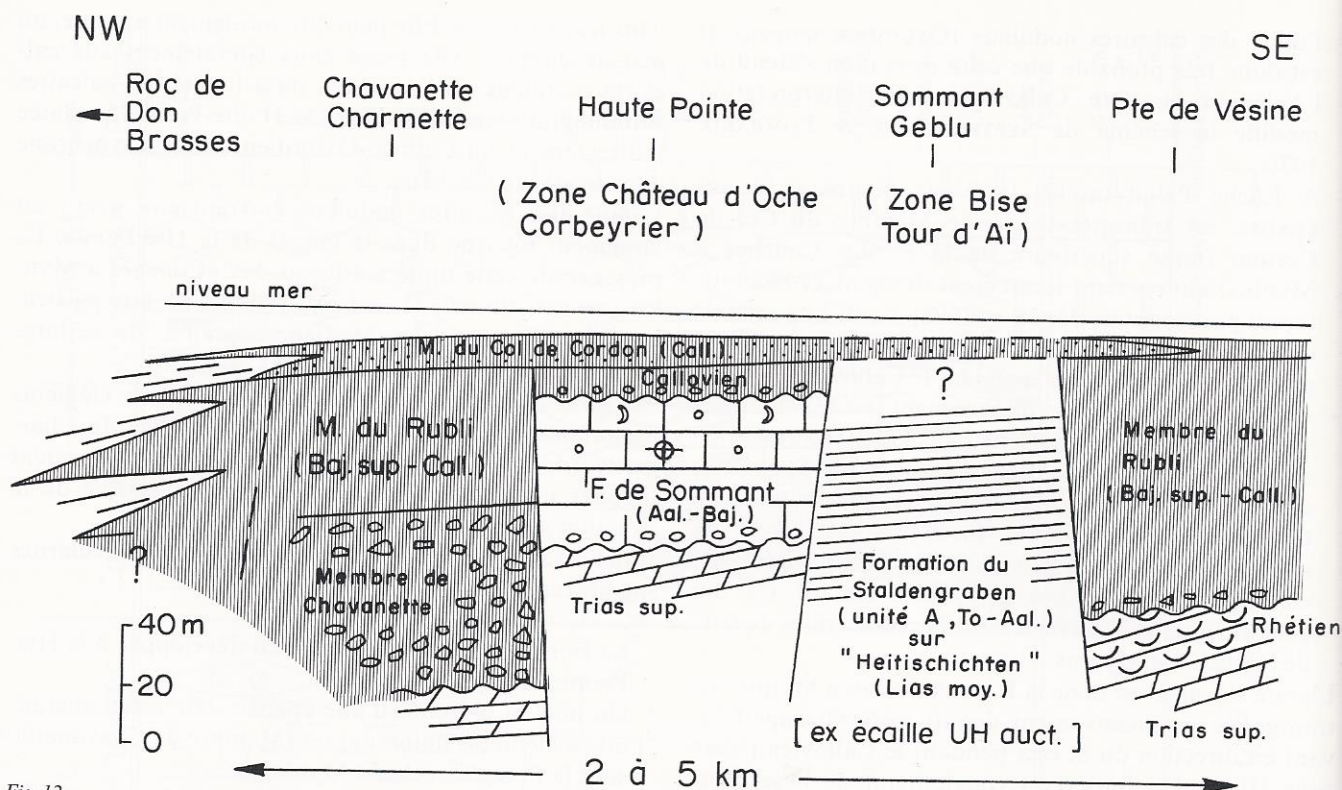 NW
SE
Roc de
Don
Brasses
Chavanette
Charmette
Haute Pointe
( Zone Château d'Oche
Corbeyrier )
Sommant
Geblu
( Zone Bise
Tour d'Aï )
Pte de Vésine
niveau mer
M. du Col de Cordon (Call.)
Callovien
?
M. du Rubli
( Baj. sup - Call.)
F. de Sommant
(Aal.-Baj.)
Membre du
Rubli
(Baj. sup. - Call.)
?
Membre de
Chavanette
Trias sup.
Formation du
Staldengraben
( unité A , To-Aal.)
sur
"Heitischichten"
(Lias moy.)
[ ex écaille UH auct. ]
Rhétien
Trias sup.
40 m
20
0
2 à 5 km
Fig. 12